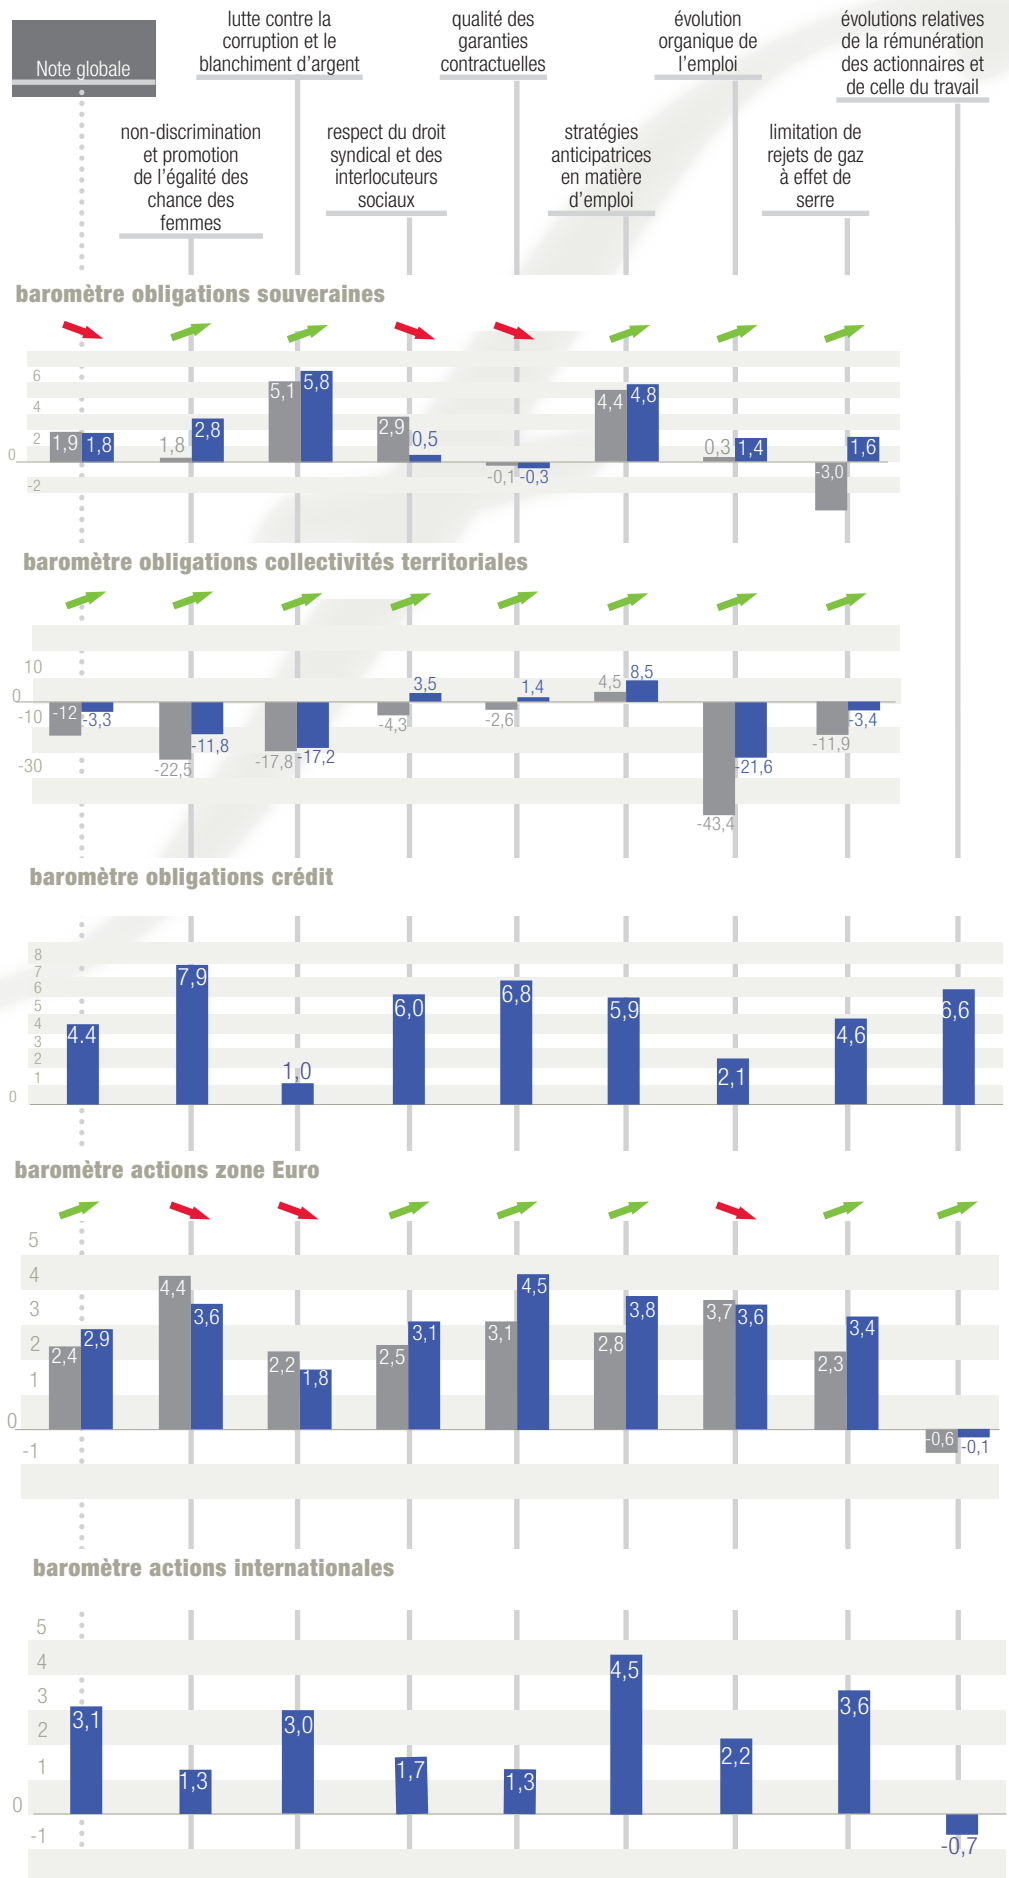 Note globale
lutte contre la
corruption et le
blanchiment d'argent
qualité des
garanties
contractuelles
évolution
organique de
l'emploi
évolutions relatives
de la rémunération
des actionnaires et
de celle du travail
non-discrimination
et promotion
de l'égalité des
chance des
femmes
respect du droit
syndical et des
interlocuteurs
sociaux
stratégies
anticipatrices
en matière
d'emploi
limitation de
rejets de gaz
à effet de
serre
baromètre obligations souveraines
6
4
2
0
-2
1,9 1,8
1,8 2,8
5,1 5,8
2,9 0,5
-0,1 -0,3
4,4 4,8
0,3 1,4
-3,0 1,6
baromètre obligations collectivités territoriales
10
0
-10
-30
-12 -3,3
-22,5 -11,8
-17,8 -17,2
-4,3 3,5
-2,6 1,4
4,5 8,5
-43,4 -21,6
-11,9 -3,4
baromètre obligations crédit
8
7
6
5
4
3
2
1
0
4.4
7,9
1,0
6,0
6,8
5,9
2,1
4,6
6,6
baromètre actions zone Euro
5
4
3
2
1
0
-1
2,4 2,9
4,4 3,6
2,2 1,8
2,5 3,1
3,1 4,5
2,8 3,8
3,7 3,6
2,3 3,4
-0,6 -0,1
baromètre actions internationales
5
4
3
2
1
0
-1
3,1
1,3
3,0
1,7
1,3
4,5
2,2
3,6
-0,7